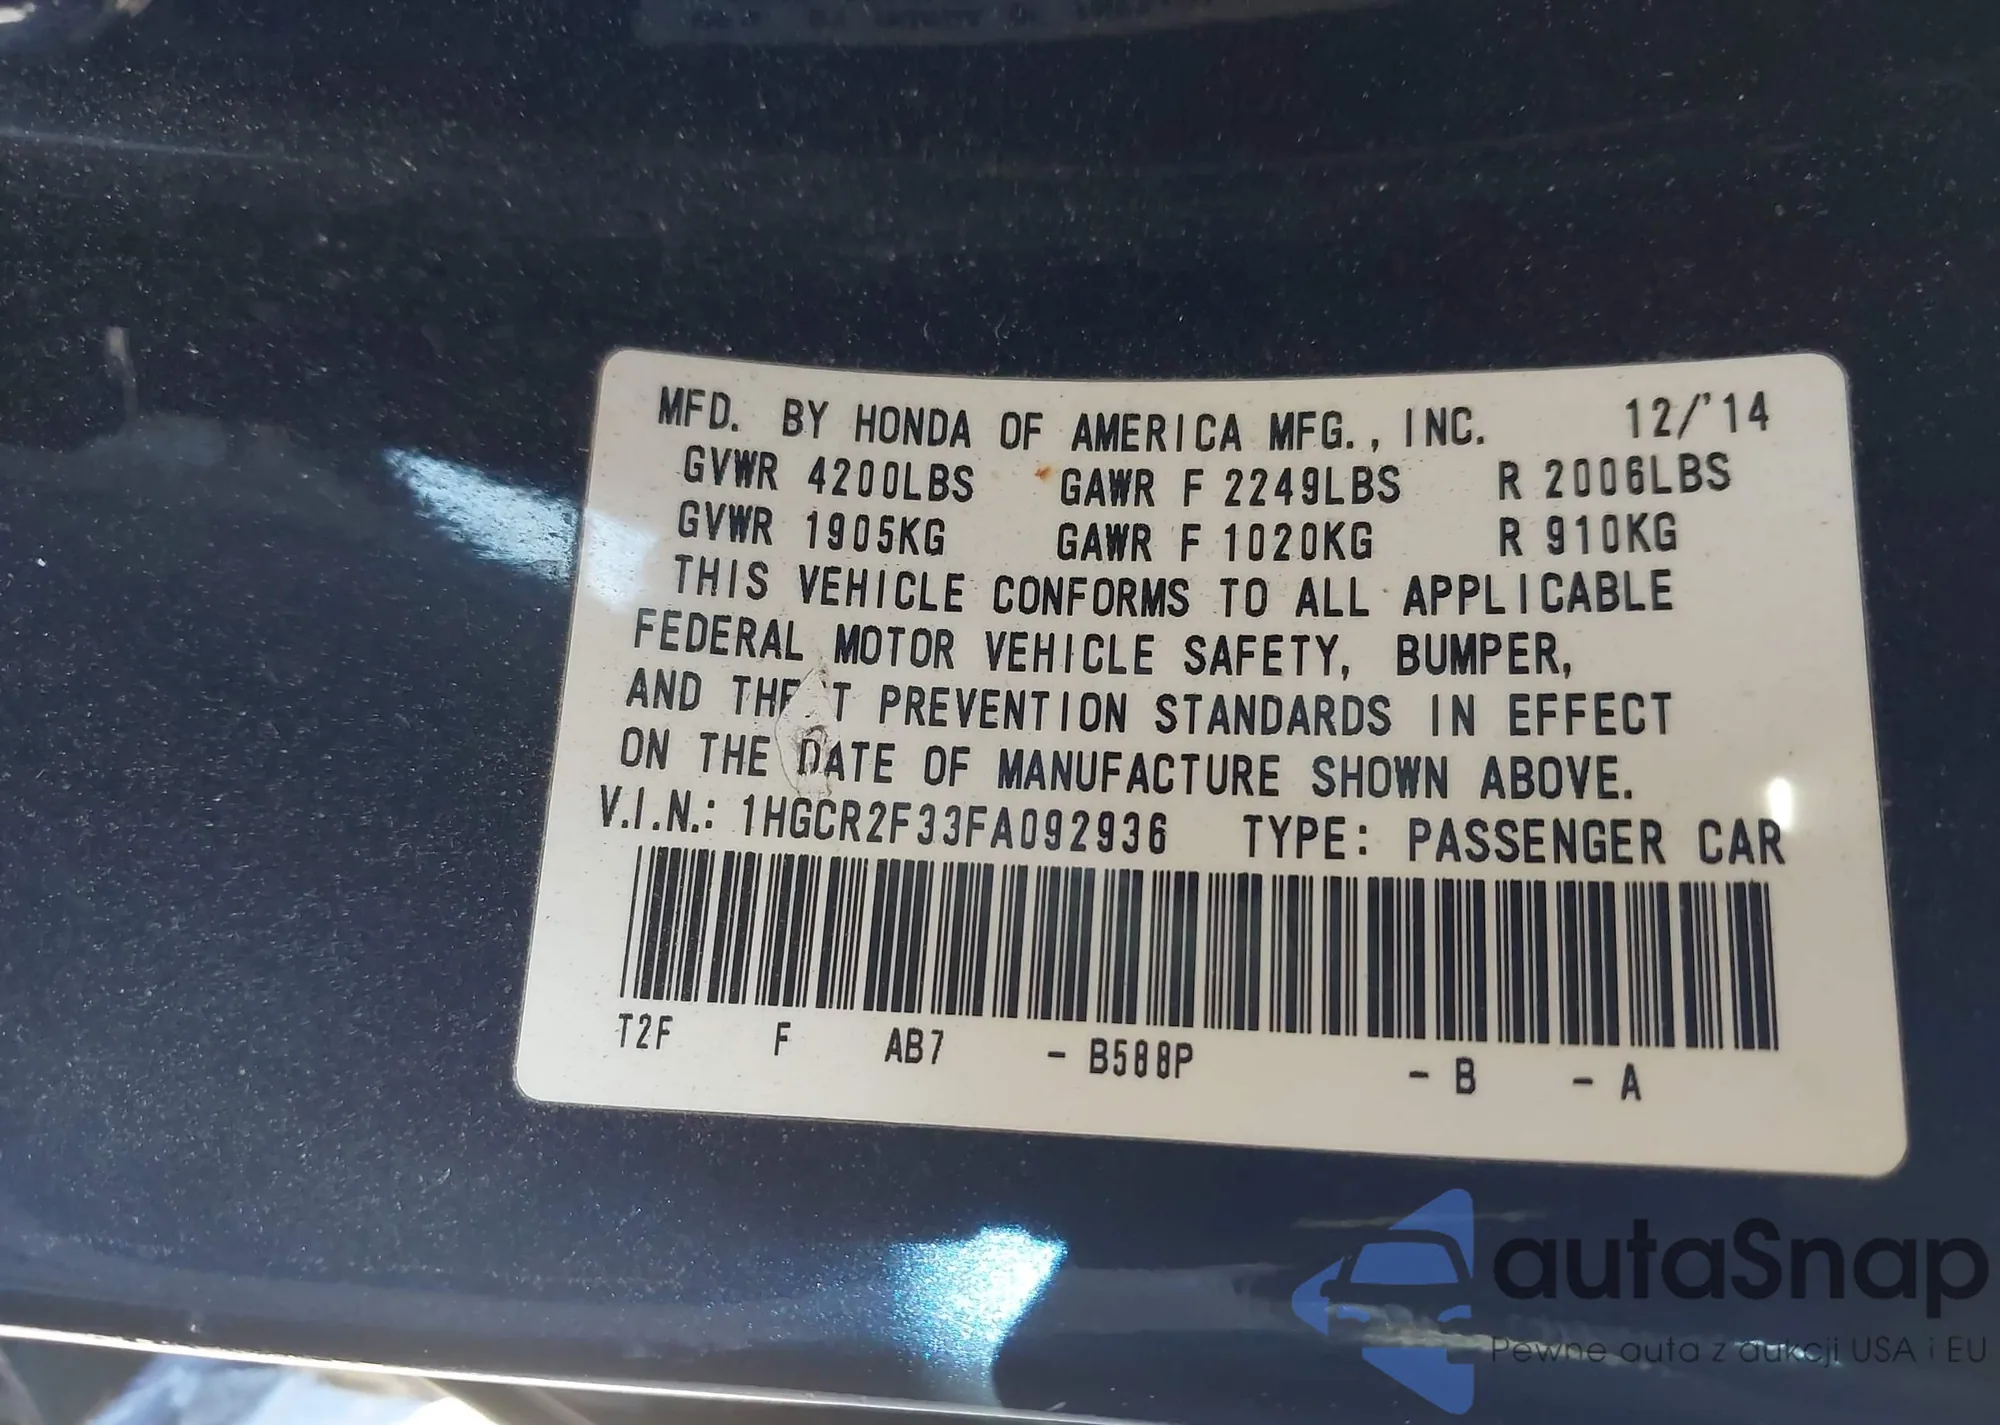 MFD. BY HONDA OF AMERICA MFG., INC. 12/'14
GVWR 4200LBS GAWR F 2249LBS R 2006LBS
GVWR 1905KG GAWR F 1020KG R 910KG
THIS VEHICLE CONFORMS TO ALL APPLICABLE
FEDERAL MOTOR VEHICLE SAFETY, BUMPER,
AND THEFT PREVENTION STANDARDS IN EFFECT
ON THE DATE OF MANUFACTURE SHOWN ABOVE.
V.I.N.: 1HGCR2F33FA092936 TYPE: PASSENGER CAR
T2F F AB7 - B588P - B - A
autaSnap
Pewne auta z aukcji USA i EU